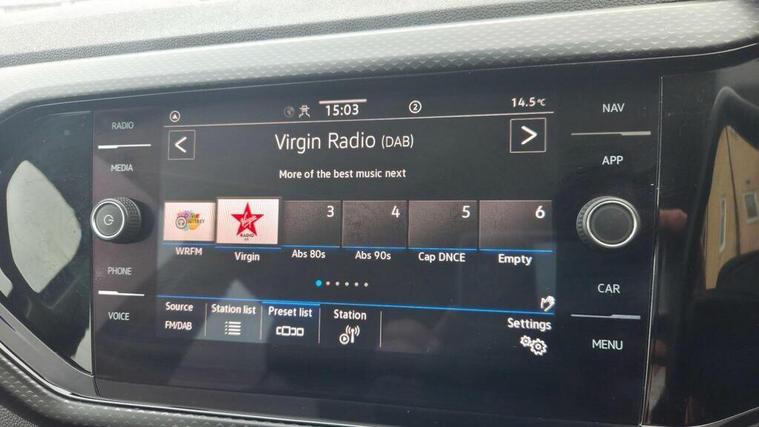 RADIO
MEDIA
PHONE
VOICE
15:03
2
14.5°C
Virgin Radio (DAB)
More of the best music next
3
4
5
6
WRFM
Virgin
Abs 80s
Abs 90s
Cap DNCE
Empty
RADIO
Source
FM/DAB
Station list
Preset list
Station
Settings
NAV
APP
CAR
MENU